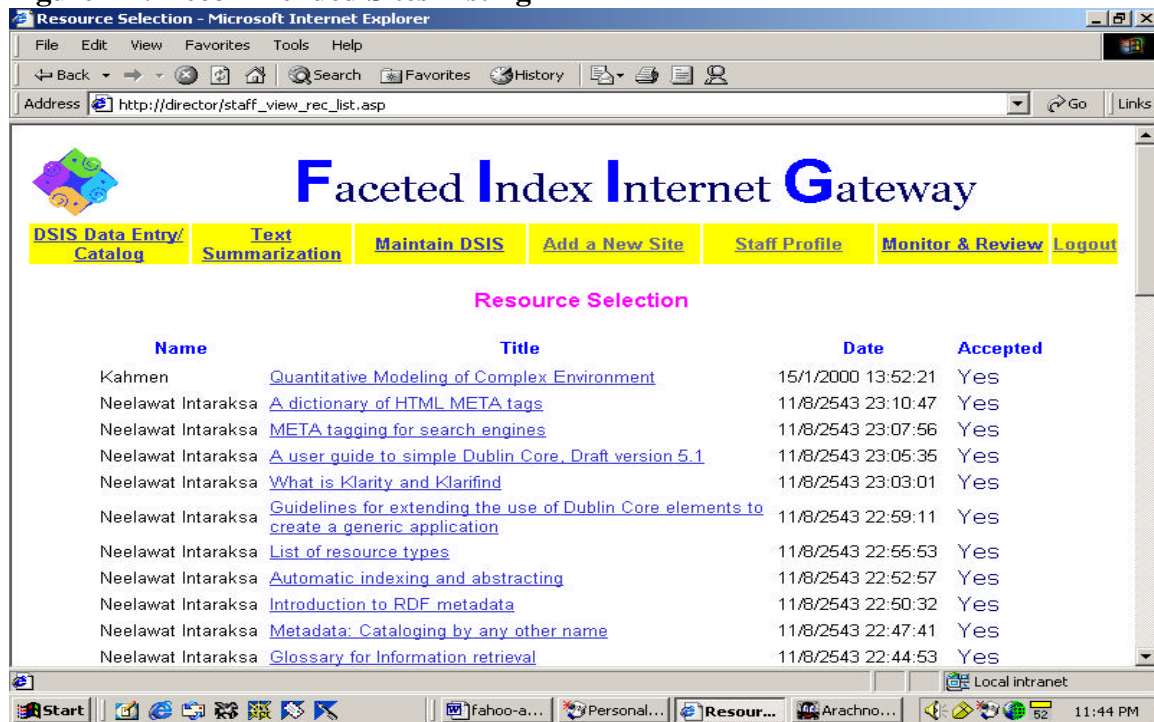 Resource Selection - Microsoft Internet Explorer
File Edit View Favorites Tools Help
Back Search Favorites History
Address http://director/staff_view_rec_list.asp Go Links
Faceted Index Internet Gateway
DSIS Data Entry/ Catalog Text Summarization Maintain DSIS Add a New Site Staff Profile Monitor & Review Logout
Resource Selection
Name Title Date Accepted
Kahmen Quantitative Modeling of Complex Environment 15/1/2000 13:52:21 Yes
Neelawat Intaraksa A dictionary of HTML META tags 11/8/2543 23:10:47 Yes
Neelawat Intaraksa META tagging for search engines 11/8/2543 23:07:56 Yes
Neelawat Intaraksa A user guide to simple Dublin Core, Draft version 5.1 11/8/2543 23:05:35 Yes
Neelawat Intaraksa What is Klarity and Klarifind 11/8/2543 23:03:01 Yes
Neelawat Intaraksa Guidelines for extending the use of Dublin Core elements to create a generic application 11/8/2543 22:59:11 Yes
Neelawat Intaraksa List of resource types 11/8/2543 22:55:53 Yes
Neelawat Intaraksa Automatic indexing and abstracting 11/8/2543 22:52:57 Yes
Neelawat Intaraksa Introduction to RDF metadata 11/8/2543 22:50:32 Yes
Neelawat Intaraksa Metadata: Cataloging by any other name 11/8/2543 22:47:41 Yes
Neelawat Intaraksa Glossary for Information retrieval 11/8/2543 22:44:53 Yes
Local intranet
Start fahoo-a... Personal... Resour... Arachno... 52 11:44 PM